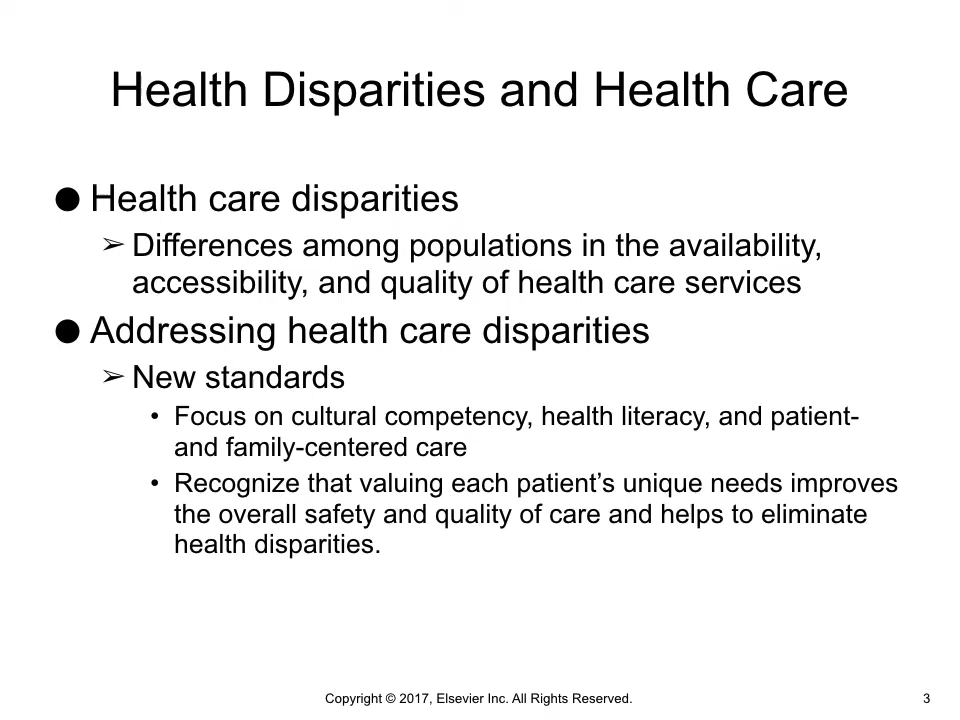 Health Disparities and Health Care
● Health care disparities
➢ Differences among populations in the availability,
accessibility, and quality of health care services
● Addressing health care disparities
➢ New standards
• Focus on cultural competency, health literacy, and patient-
and family-centered care
• Recognize that valuing each patient’s unique needs improves
the overall safety and quality of care and helps to eliminate
health disparities.
Copyright © 2017, Elsevier Inc. All Rights Reserved.
3